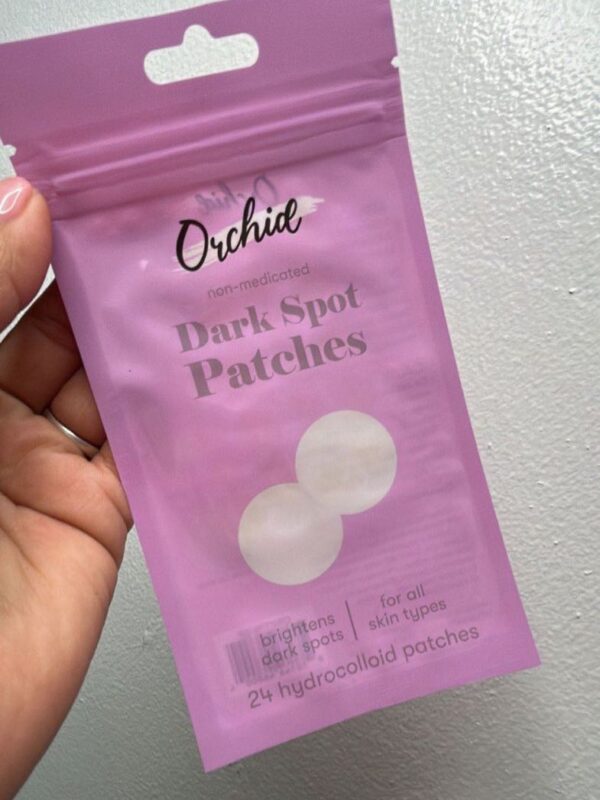 Orchid
non-medicated
Dark Spot
Patches
brightens
dark spots
for all
skin types
24 hydrocolloid patches